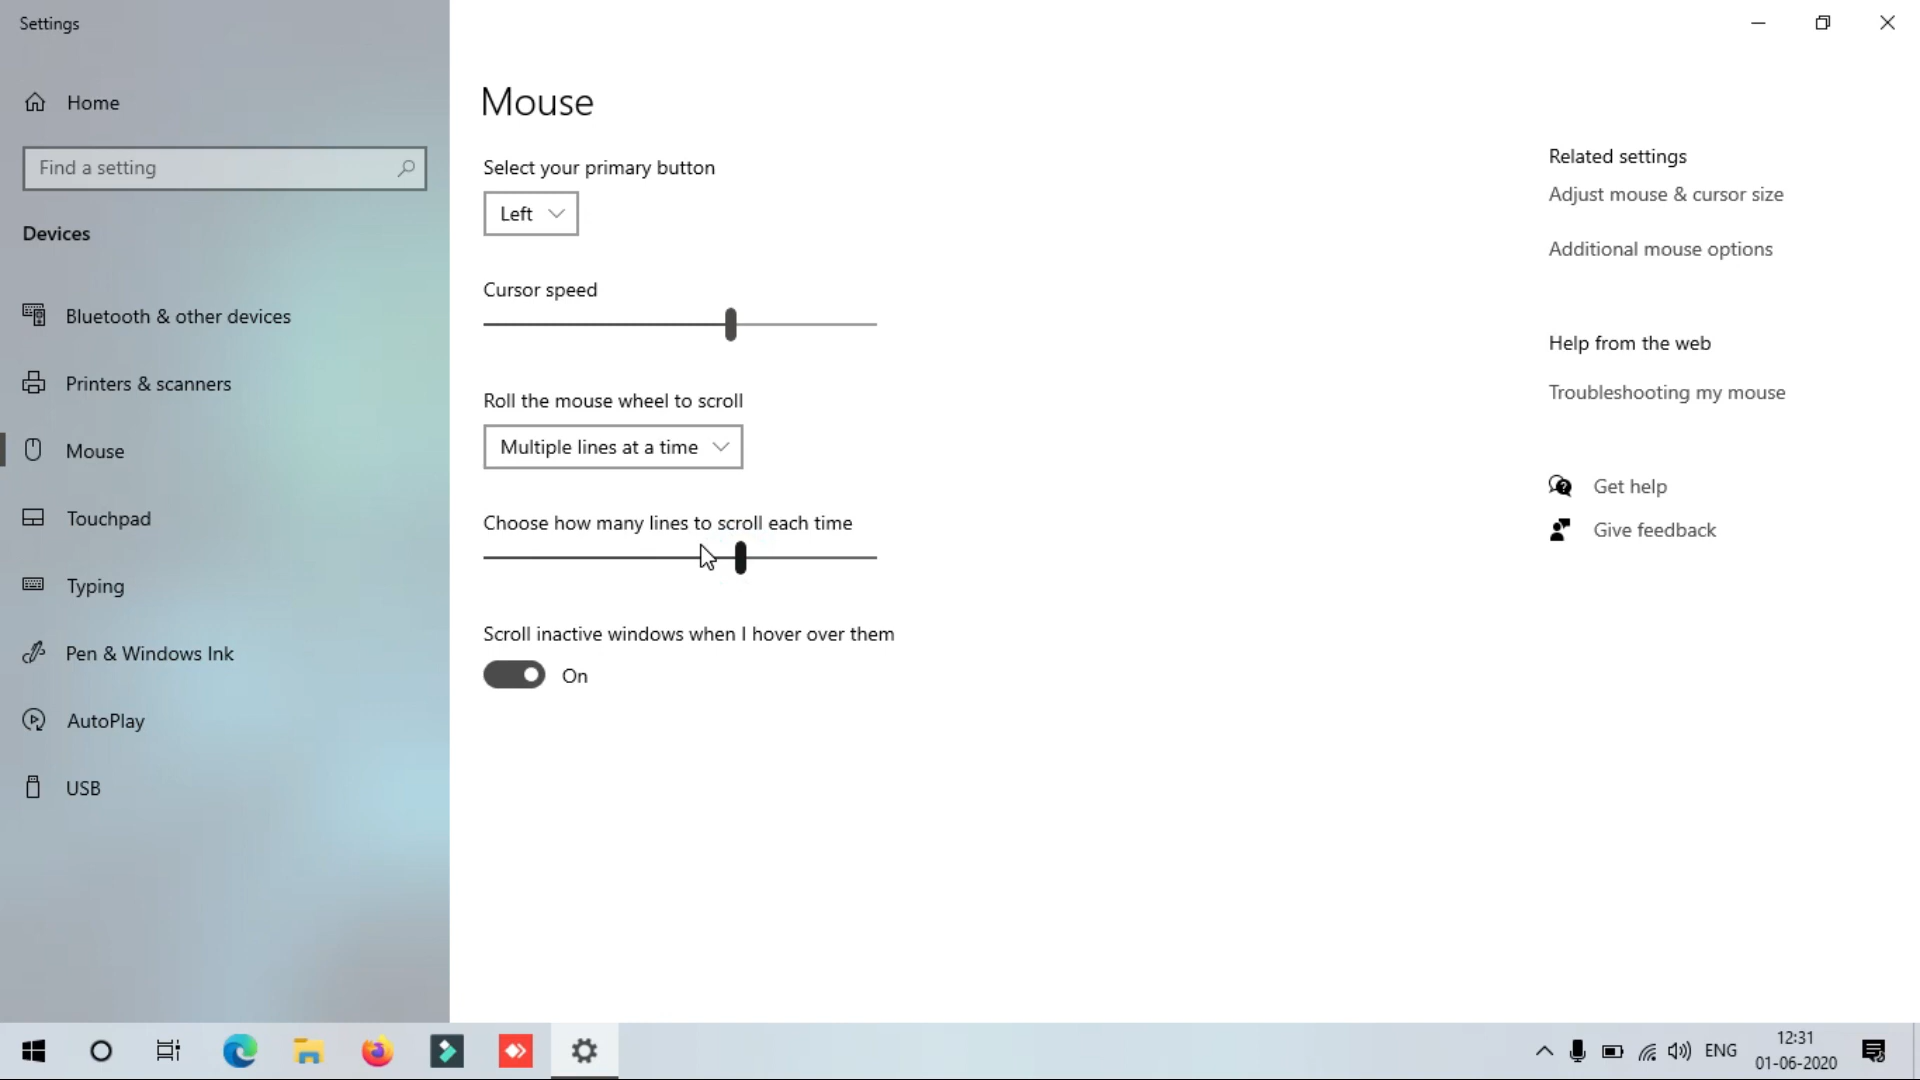 Settings
Home
Find a setting
Devices
Bluetooth & other devices
Printers & scanners
Mouse
Touchpad
Typing
Pen & Windows Ink
AutoPlay
USB
Mouse
Select your primary button
Left
Cursor speed
Roll the mouse wheel to scroll
Multiple lines at a time
Choose how many lines to scroll each time
Scroll inactive windows when I hover over them
On
Related settings
Adjust mouse & cursor size
Additional mouse options
Help from the web
Troubleshooting my mouse
Get help
Give feedback
ENG
12:31
01-06-2020